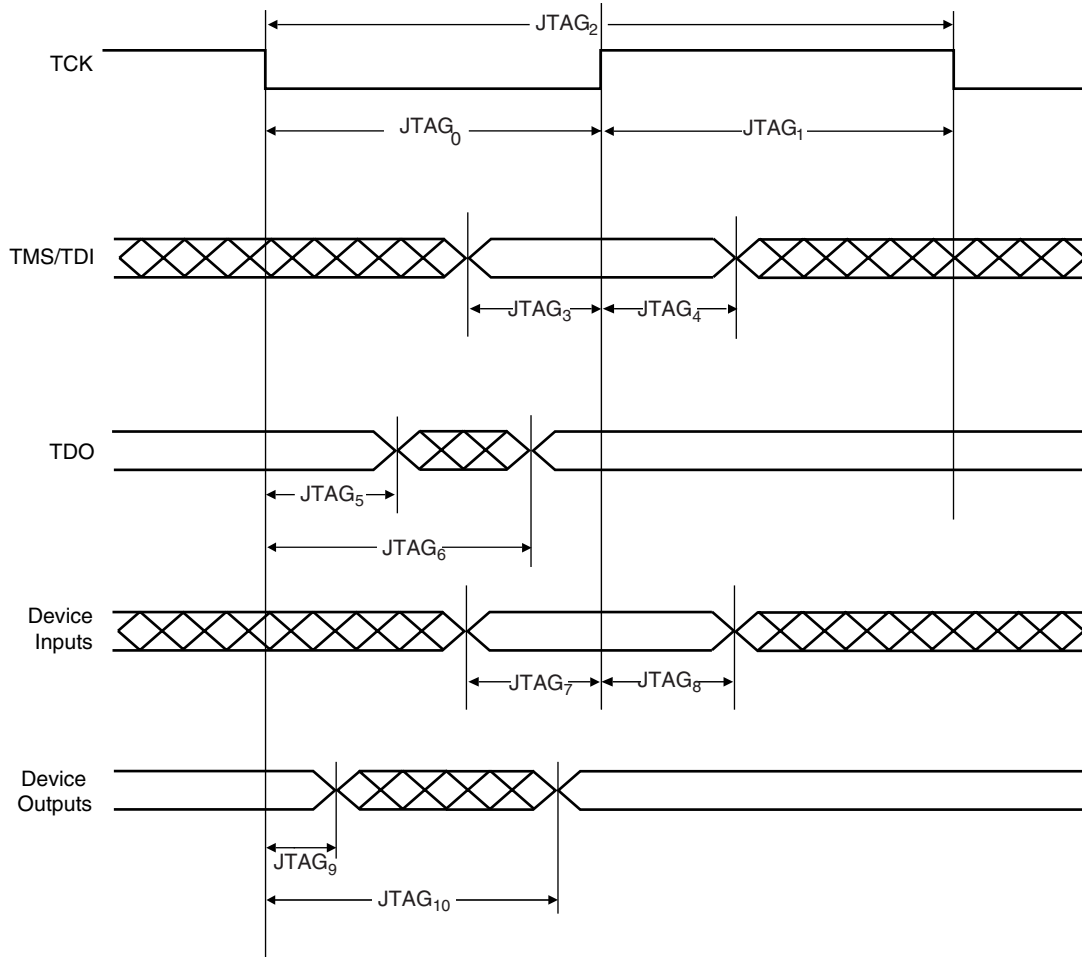 JTAG₂
TCK
JTAG₀
JTAG₁
TMS/TDI
JTAG₃
JTAG₄
TDO
JTAG₅
JTAG₆
Device
Inputs
JTAG₇
JTAG₈
Device
Outputs
JTAG₉
JTAG₁₀